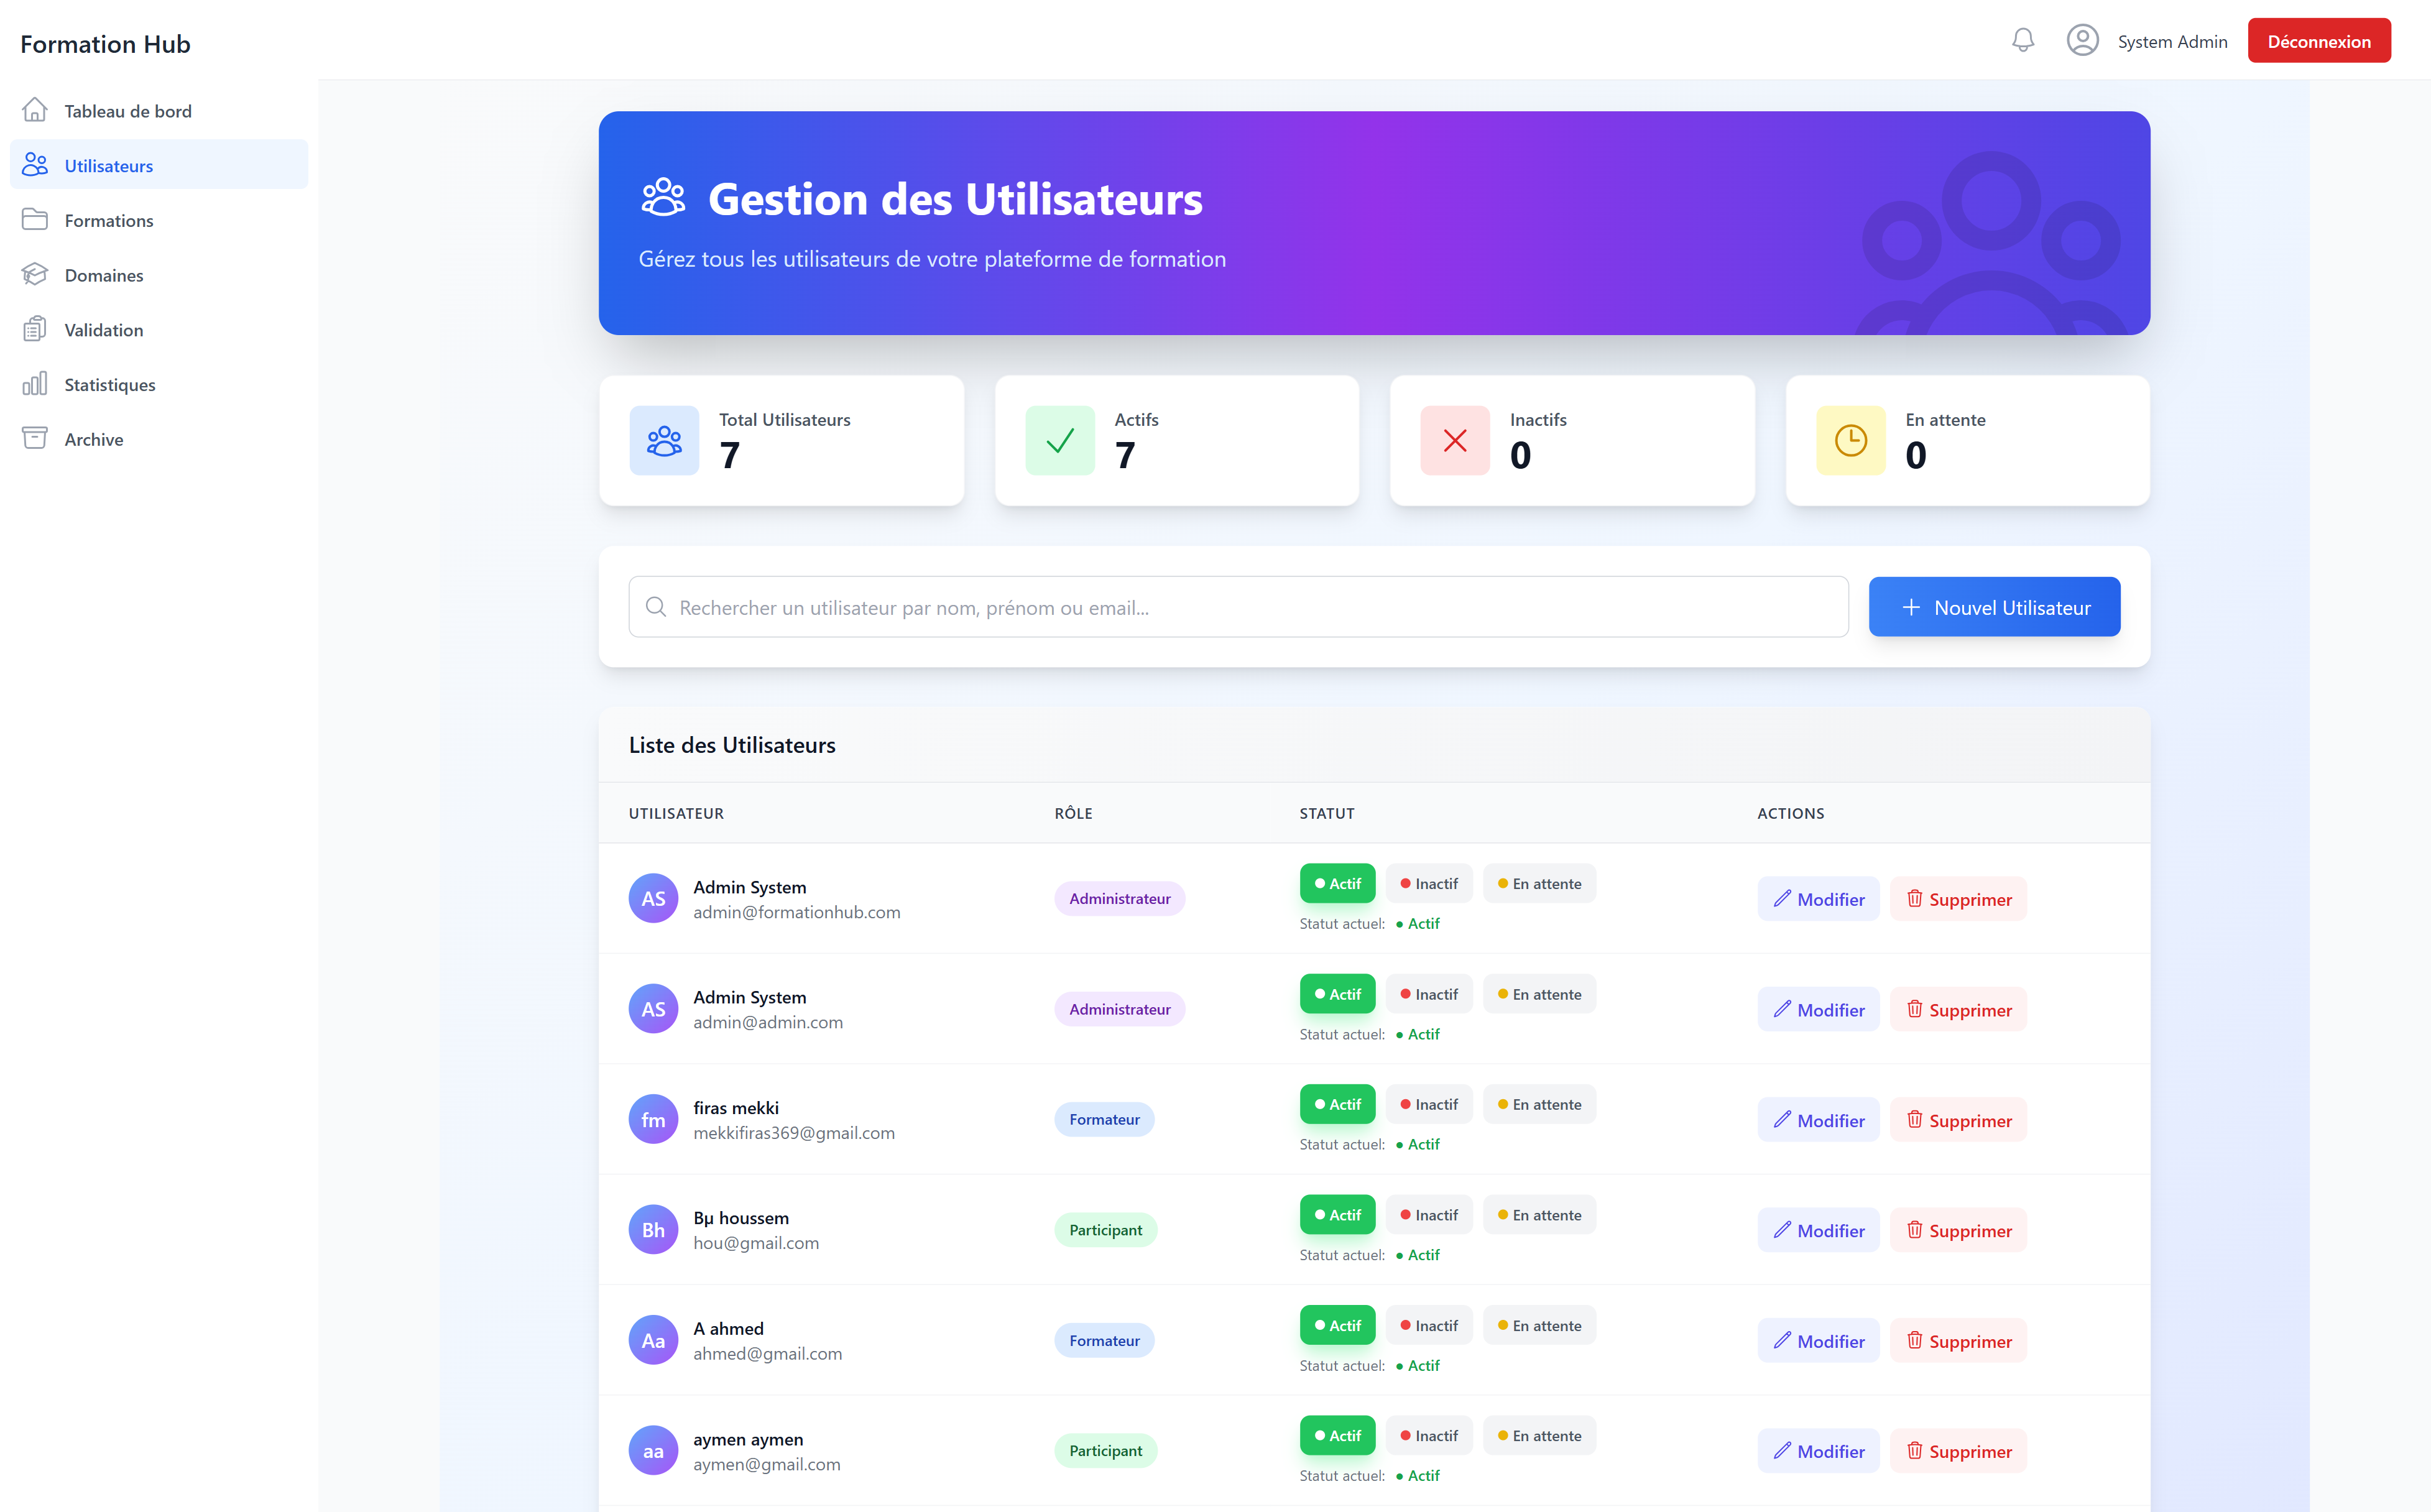 Formation Hub
System Admin
Déconnexion
Tableau de bord
Utilisateurs
Formations
Domaines
Validation
Statistiques
Archive
Gestion des Utilisateurs
Gérez tous les utilisateurs de votre plateforme de formation
Total Utilisateurs
7
Actifs
7
Inactifs
0
En attente
0
Rechercher un utilisateur par nom, prénom ou email...
Nouvel Utilisateur
Liste des Utilisateurs
UTILISATEUR RÔLE STATUT ACTIONS
AS
Admin System
admin@formationhub.com
Administrateur
Actif Inactif En attente
Statut actuel: Actif
Modifier Supprimer
AS
Admin System
admin@admin.com
Administrateur
Actif Inactif En attente
Statut actuel: Actif
Modifier Supprimer
fm
firas mekki
mekkifiras369@gmail.com
Formateur
Actif Inactif En attente
Statut actuel: Actif
Modifier Supprimer
Bh
Bµ houssem
hou@gmail.com
Participant
Actif Inactif En attente
Statut actuel: Actif
Modifier Supprimer
Aa
A ahmed
ahmed@gmail.com
Formateur
Actif Inactif En attente
Statut actuel: Actif
Modifier Supprimer
aa
aymen aymen
aymen@gmail.com
Participant
Actif Inactif En attente
Statut actuel: Actif
Modifier Supprimer